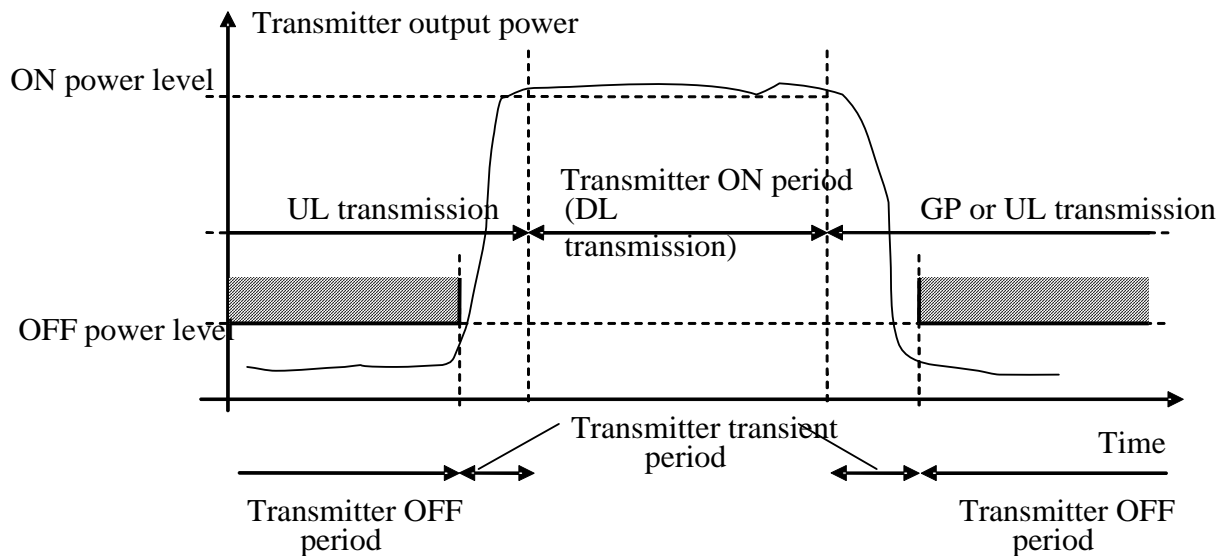 Transmitter output power
ON power level
UL transmission
Transmitter ON period
(DL
transmission)
GP or UL transmission
OFF power level
Transmitter transient
period
Time
Transmitter OFF
period
Transmitter OFF
period